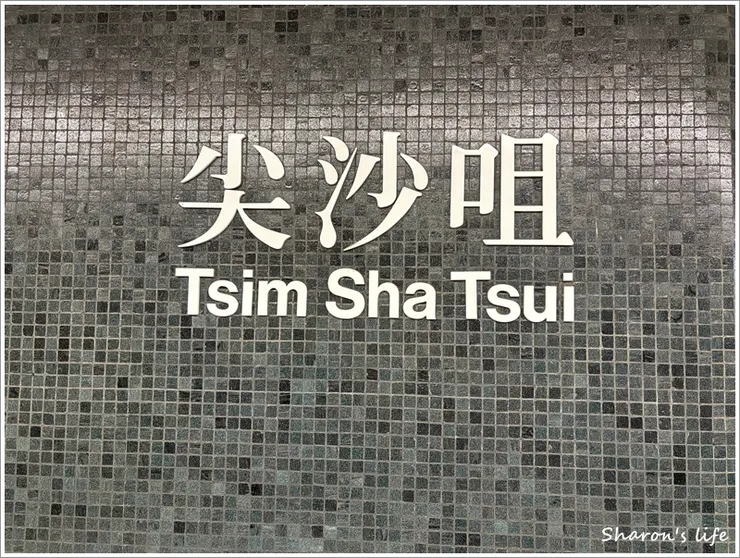 尖沙咀
Tsim Sha Tsui
Sharon's life